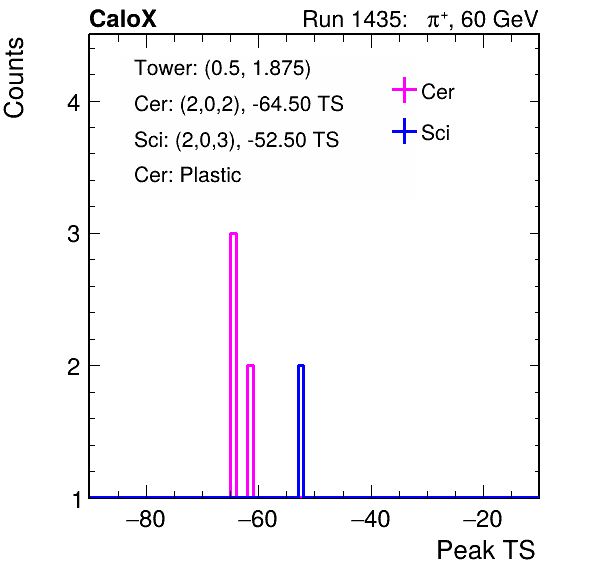 CaloX Run 1435: π⁺, 60 GeV
Counts
Tower: (0.5, 1.875)
Cer: (2,0,2), -64.50 TS
Sci: (2,0,3), -52.50 TS
Cer: Plastic
Cer
Sci
4
3
2
1
−80 −60 −40 −20
Peak TS